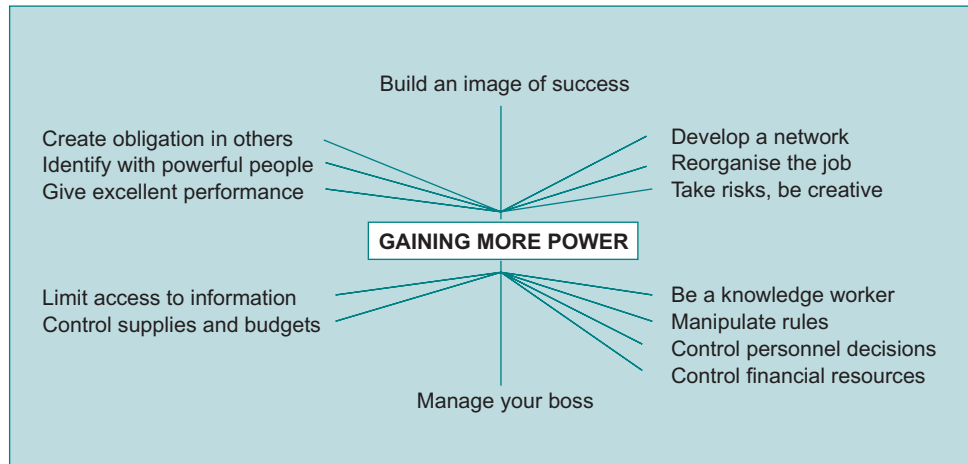 Build an image of success
Create obligation in others
Identify with powerful people
Give excellent performance
Develop a network
Reorganise the job
Take risks, be creative
GAINING MORE POWER
Limit access to information
Control supplies and budgets
Be a knowledge worker
Manipulate rules
Control personnel decisions
Control financial resources
Manage your boss